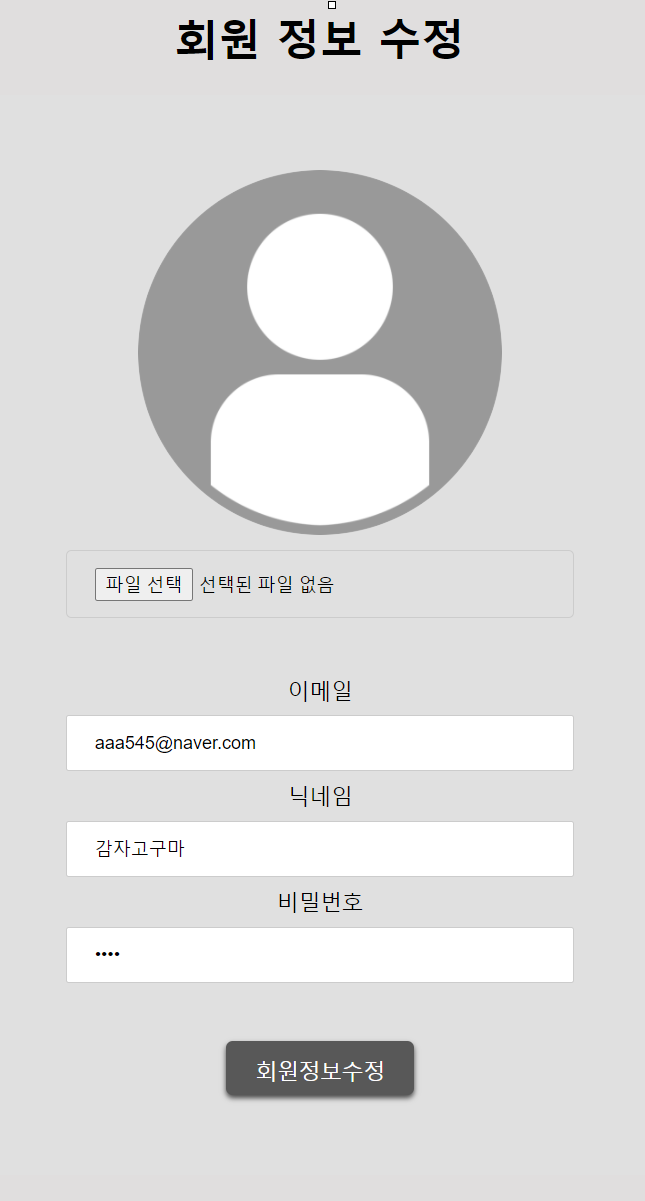 회원 정보 수정
파일 선택 선택된 파일 없음
이메일
aaa545@naver.com
닉네임
감자고구마
비밀번호
••••
회원정보수정